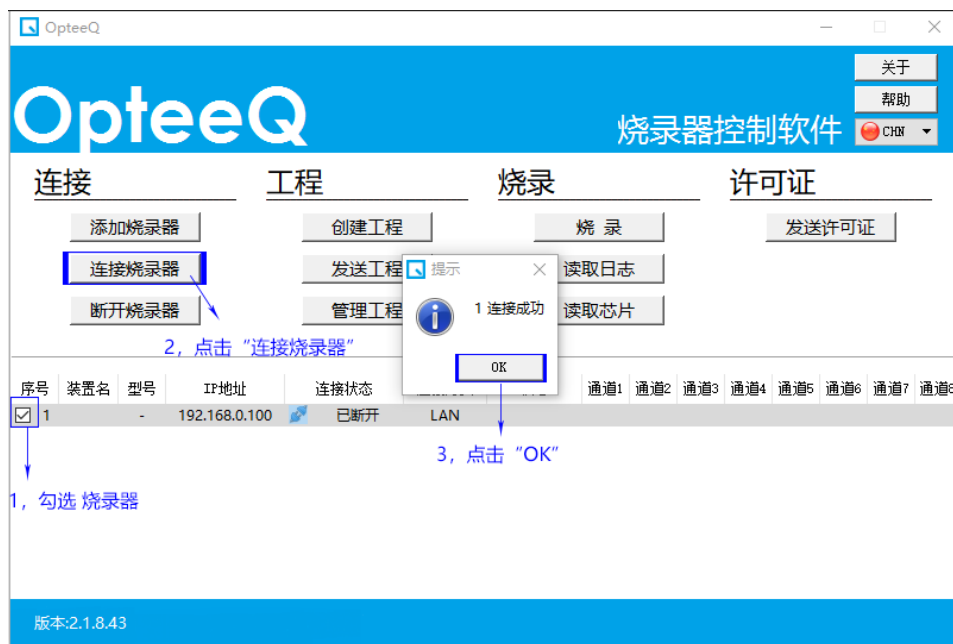 OpteeQ
关于
OpteeQ
帮助
烧录器控制软件
CHN
连接 工程 烧录 许可证
添加烧录器 创建工程 烧 录 发送许可证
连接烧录器 发送工程 提示 读取日志
断开烧录器 管理工程 1 连接成功 读取芯片
2，点击“连接烧录器”
OK
序号 装置名 型号 IP地址 连接状态 通道1 通道2 通道3 通道4 通道5 通道6 通道7 通道8
1 - 192.168.0.100 已断开 LAN
3，点击“OK”
1，勾选 烧录器
版本:2.1.8.43